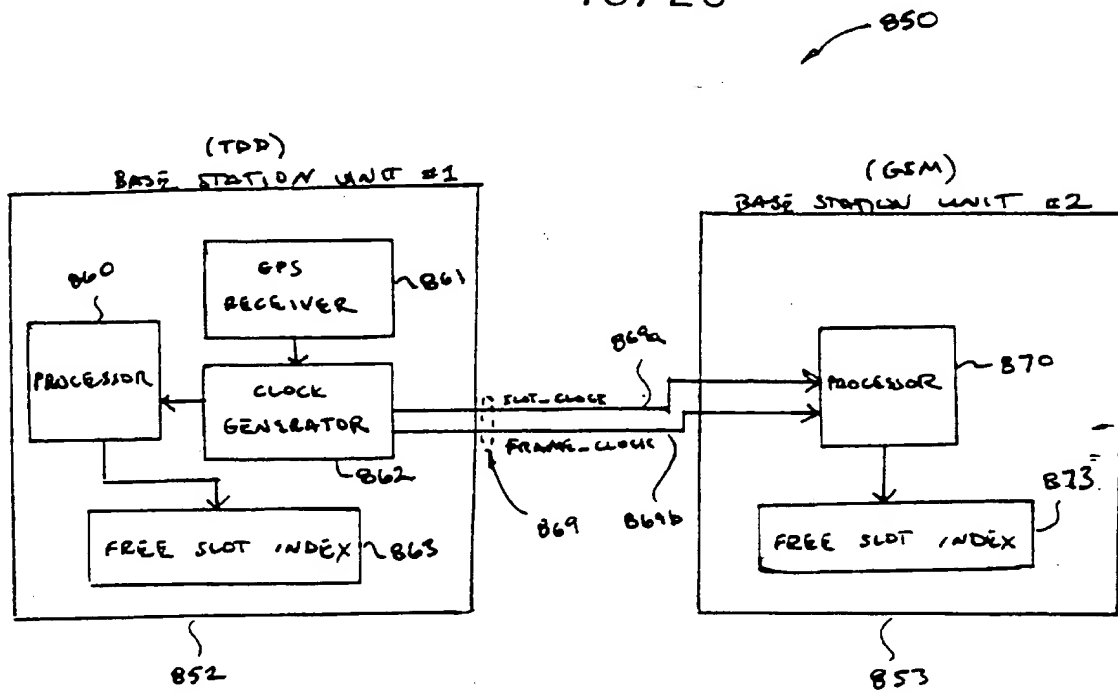 850
(TDD)
BASE STATION UNIT #1
(GSM)
BASE STATION UNIT #2
860
GPS
RECEIVER
861
PROCESSOR
CLOCK
GENERATOR
862
869a
SLOT_CLOCK
FRAME_CLOCK
869
869b
PROCESSOR
870
FREE SLOT INDEX
863
FREE SLOT INDEX
873
852
853